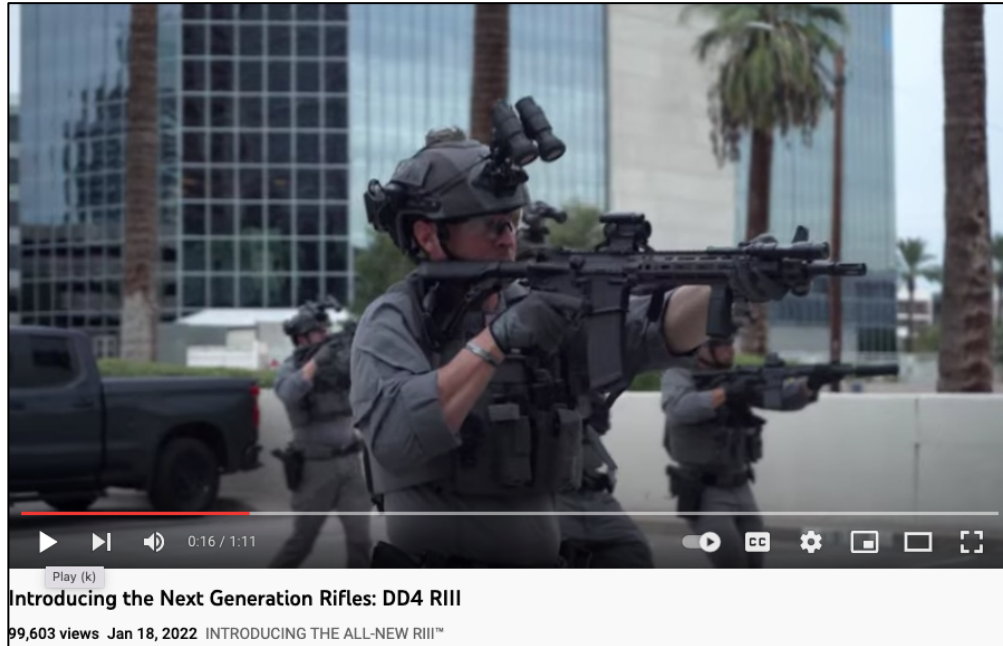 0:16 / 1:11
CC
Play (k)
Introducing the Next Generation Rifles: DD4 RIII
99,603 views Jan 18, 2022 INTRODUCING THE ALL-NEW RIII™